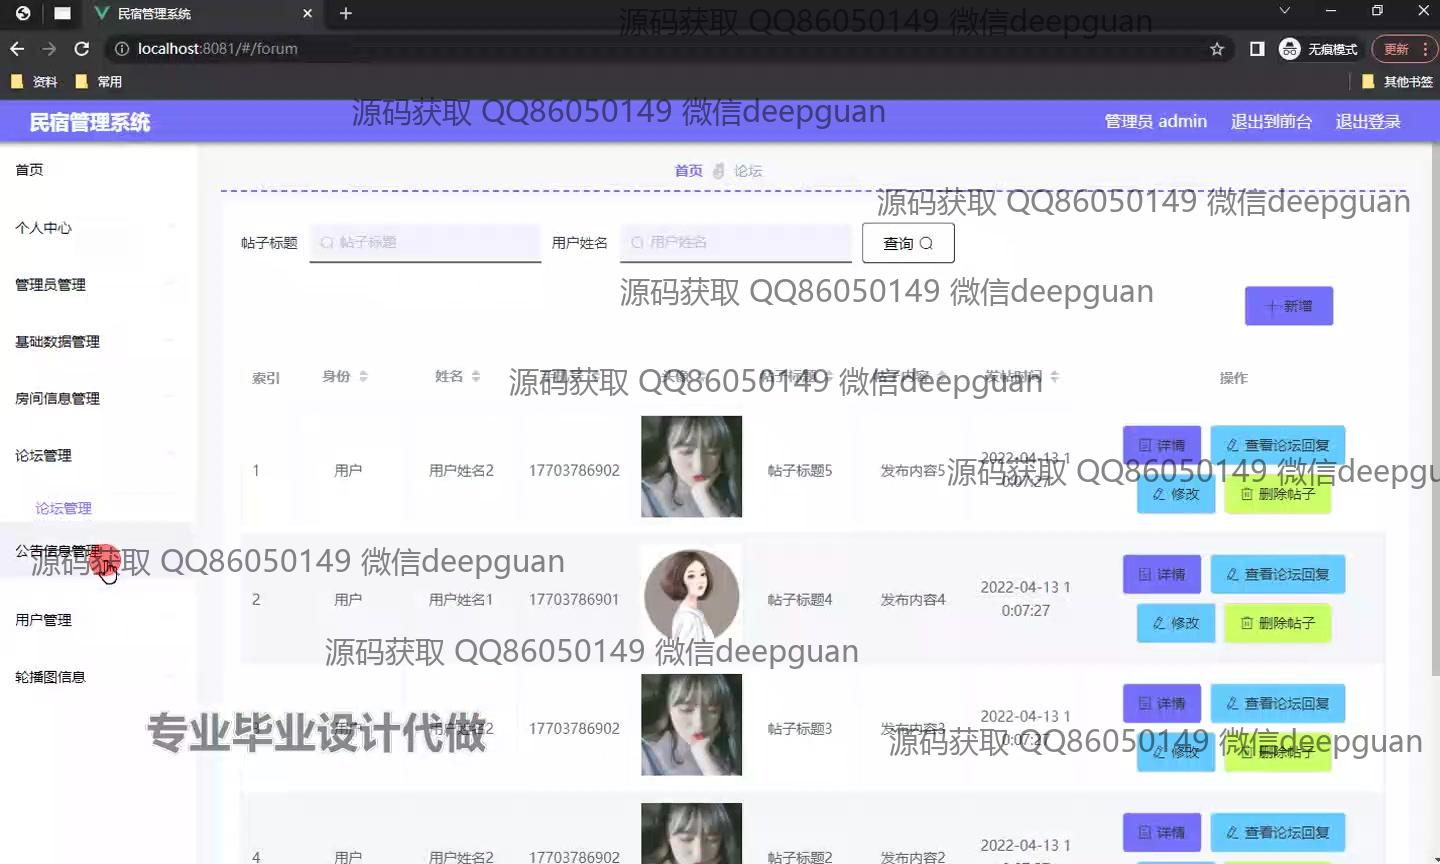 民宿管理系统
源码获取 QQ86050149 微信deepguan
localhost:8081/#/forum
无痕模式
更新
资料
常用
其他书签
民宿管理系统
源码获取 QQ86050149 微信deepguan
管理员 admin
退出到前台
退出登录
首页
论坛
首页
个人中心
管理员管理
基础数据管理
房间信息管理
论坛管理
论坛管理
公告信息管理
用户管理
轮播图信息
源码获取 QQ86050149 微信deepguan
帖子标题
帖子标题
用户姓名
用户姓名
查询
源码获取 QQ86050149 微信deepguan
新增
索引 身份 姓名 帖子标题 发帖时间 操作
源码获取 QQ86050149 微信deepguan
1 用户 用户姓名2 17703786902 帖子标题5 发布内容5 2022-04-13 1
0:07:27
详情 查看论坛回复
修改 删除帖子
源码获取 QQ86050149 微信deepgu
源码获取 QQ86050149 微信deepguan
2 用户 用户姓名1 17703786901 帖子标题4 发布内容4 2022-04-13 1
0:07:27
详情 查看论坛回复
修改 删除帖子
源码获取 QQ86050149 微信deepguan
3 用户 用户姓名2 17703786902 帖子标题3 发布内容3 2022-04-13 1
0:07:27
详情 查看论坛回复
修改 删除帖子
专业毕业设计代做
源码获取 QQ86050149 微信deepguan
4 用户 用户姓名2 17703786902 帖子标题2 发布内容2 2022-04-13 1
详情 查看论坛回复